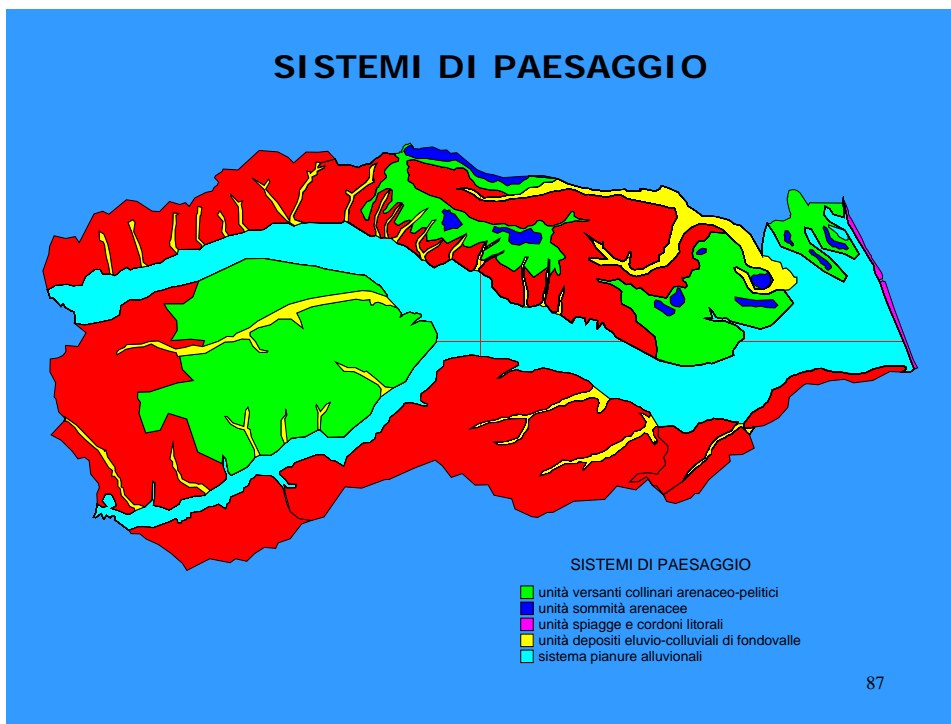 SISTEMI DI PAESAGGIO
SISTEMI DI PAESAGGIO
unità versanti collinari arenaceo-pelitici
unità sommità arenacee
unità spiagge e cordoni litorali
unità depositi eluvio-colluviali di fondovalle
sistema pianure alluvionali
87